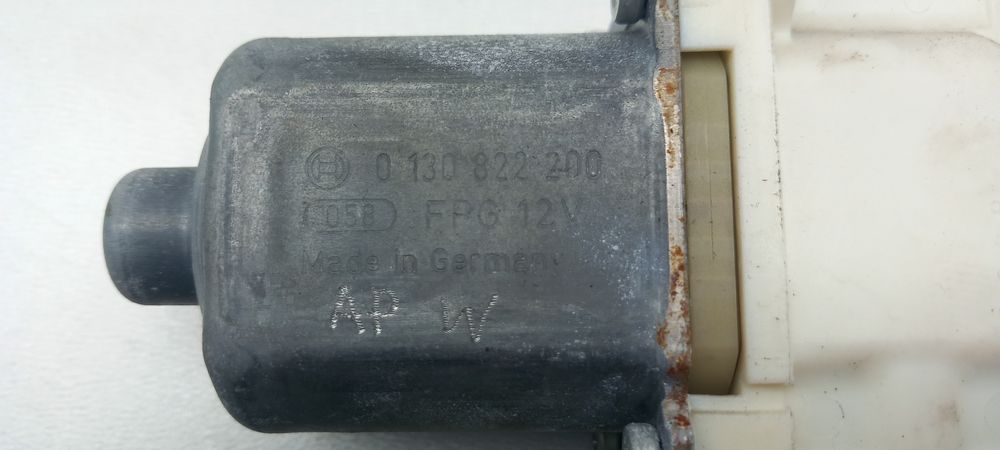 0 130 822 200
058 FPG 12V
Made in Germany
AP W